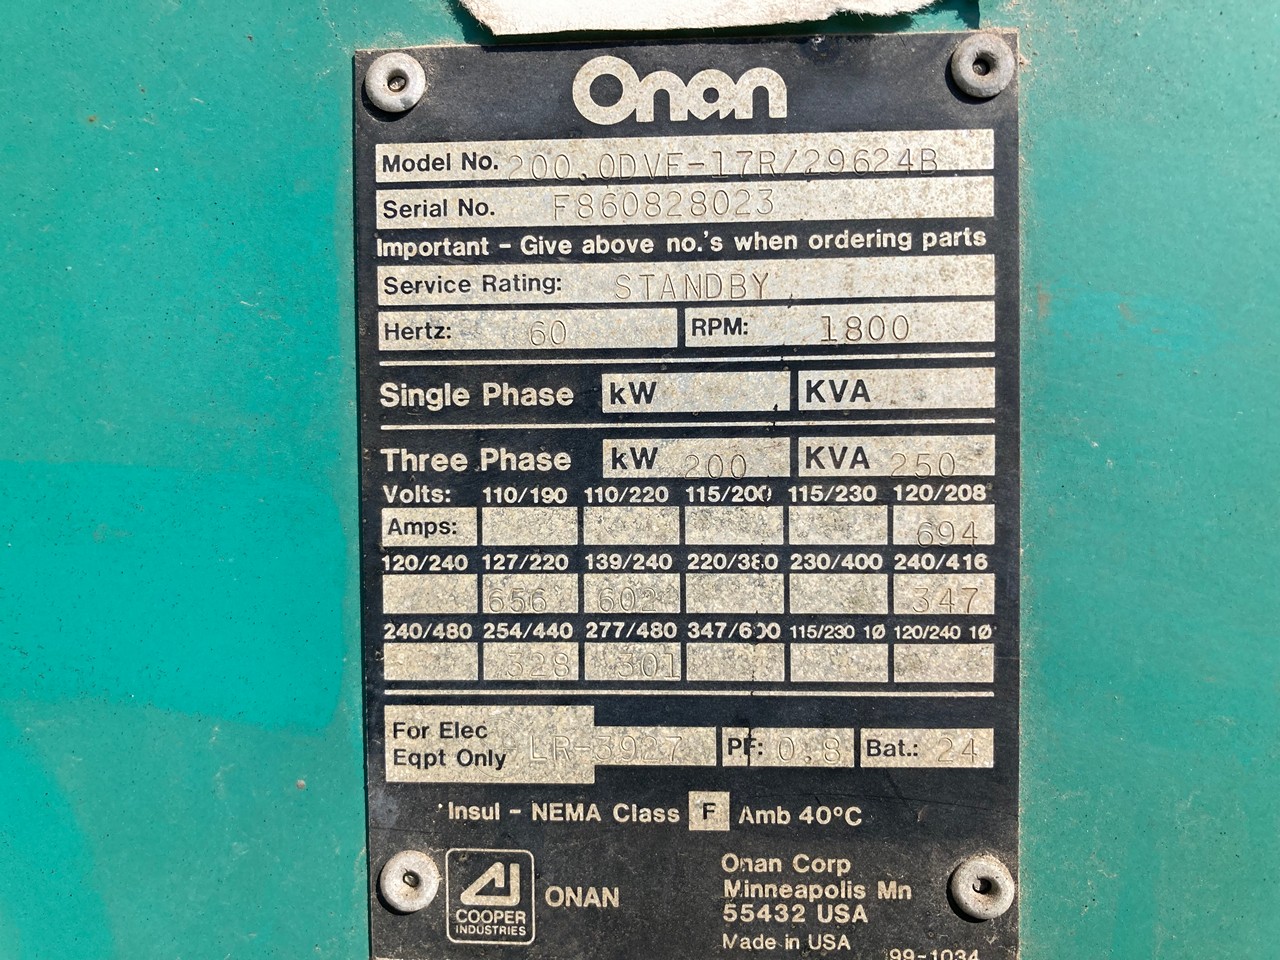 Onan
Model No. 200.0DVF-17R/29624B
Serial No. F860828023
Important - Give above no.'s when ordering parts
Service Rating: STANDBY
Hertz: 60 RPM: 1800
Single Phase kW KVA
Three Phase kW 200 KVA 250
Volts: 110/190 110/220 115/200 115/230 120/208
Amps: 694
120/240 127/220 139/240 220/380 230/400 240/416
656 602 347
240/480 254/440 277/480 347/600 115/230 1Ø 120/240 1Ø
328 301
For Elec
Eqpt Only LR-3927 PF: 0.8 Bat.: 24
Insul - NEMA Class F Amb 40°C
COOPER
INDUSTRIES
ONAN
Onan Corp
Minneapolis Mn
55432 USA
Made in USA
99-1034